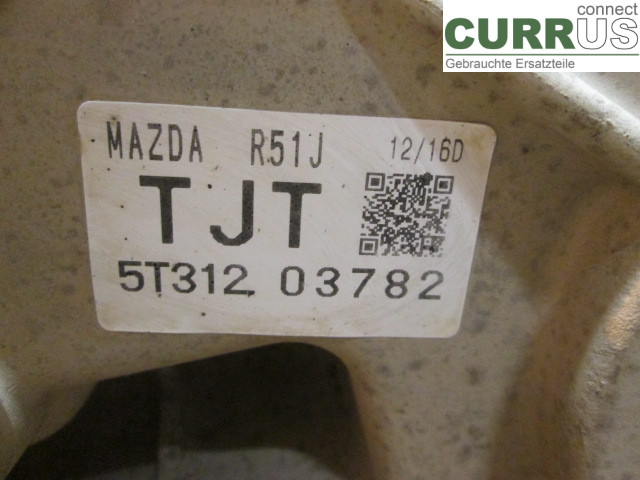 connect
CURRUS
Gebrauchte Ersatzteile
MAZDA R51J 12/16D
TJT
5T312 03782